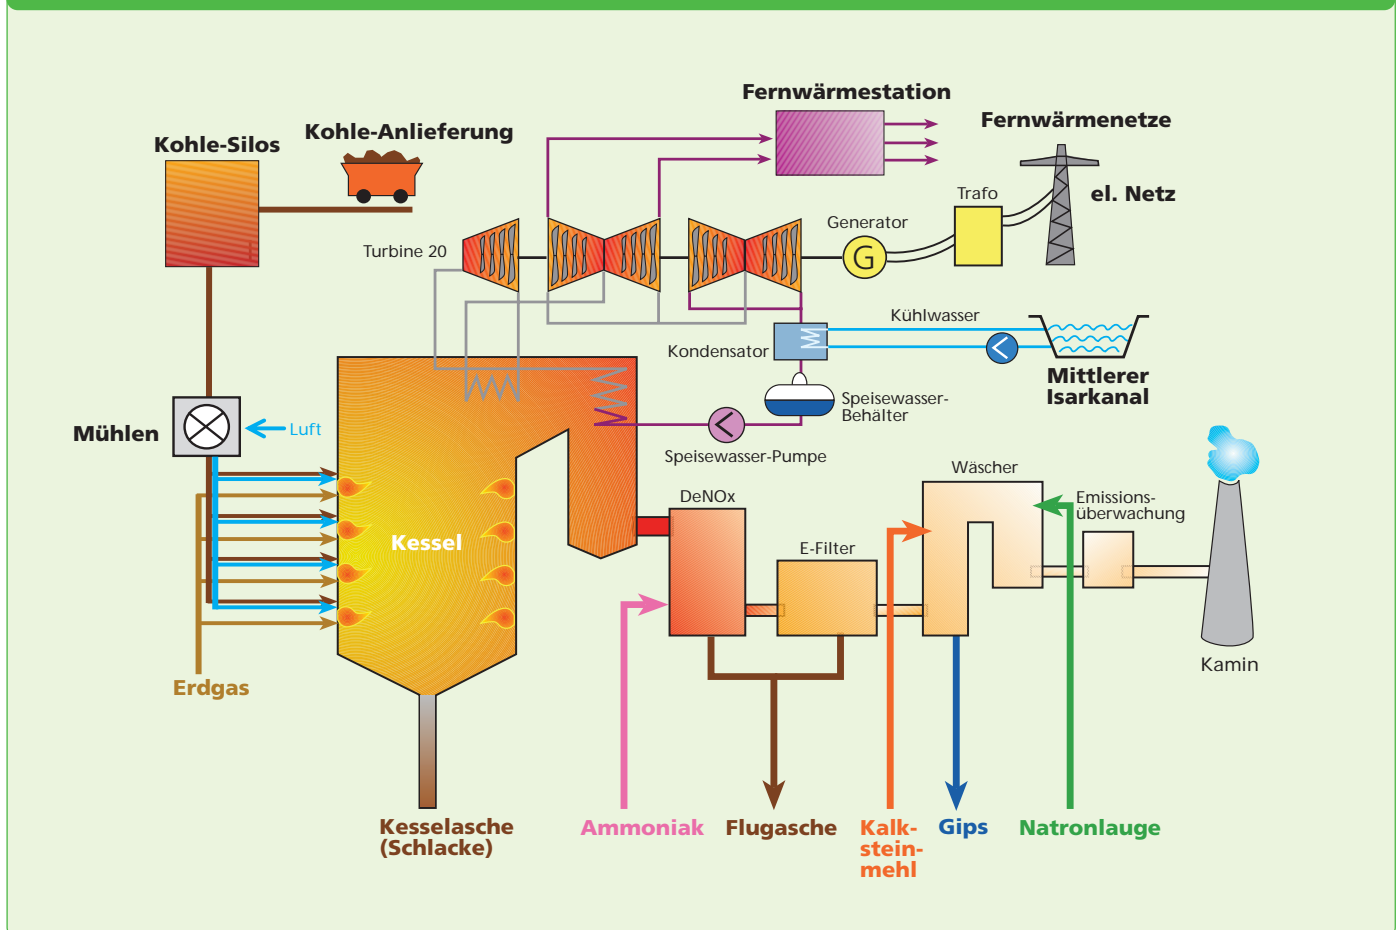 Fernwärmestation
Kohle-Anlieferung
Fernwärmenetze
Kohle-Silos
Trafo
el. Netz
Generator
Turbine 20
G
Kühlwasser
Kondensator
Mittlerer
Isarkanal
Speisewasser-
Behälter
Mühlen
Luft
Speisewasser-Pumpe
Wäscher
DeNOx
Emissions-
überwachung
Kessel
E-Filter
Kamin
Erdgas
Kesselasche
(Schlacke)
Ammoniak
Flugasche
Kalk-
stein-
mehl
Gips
Natronlauge